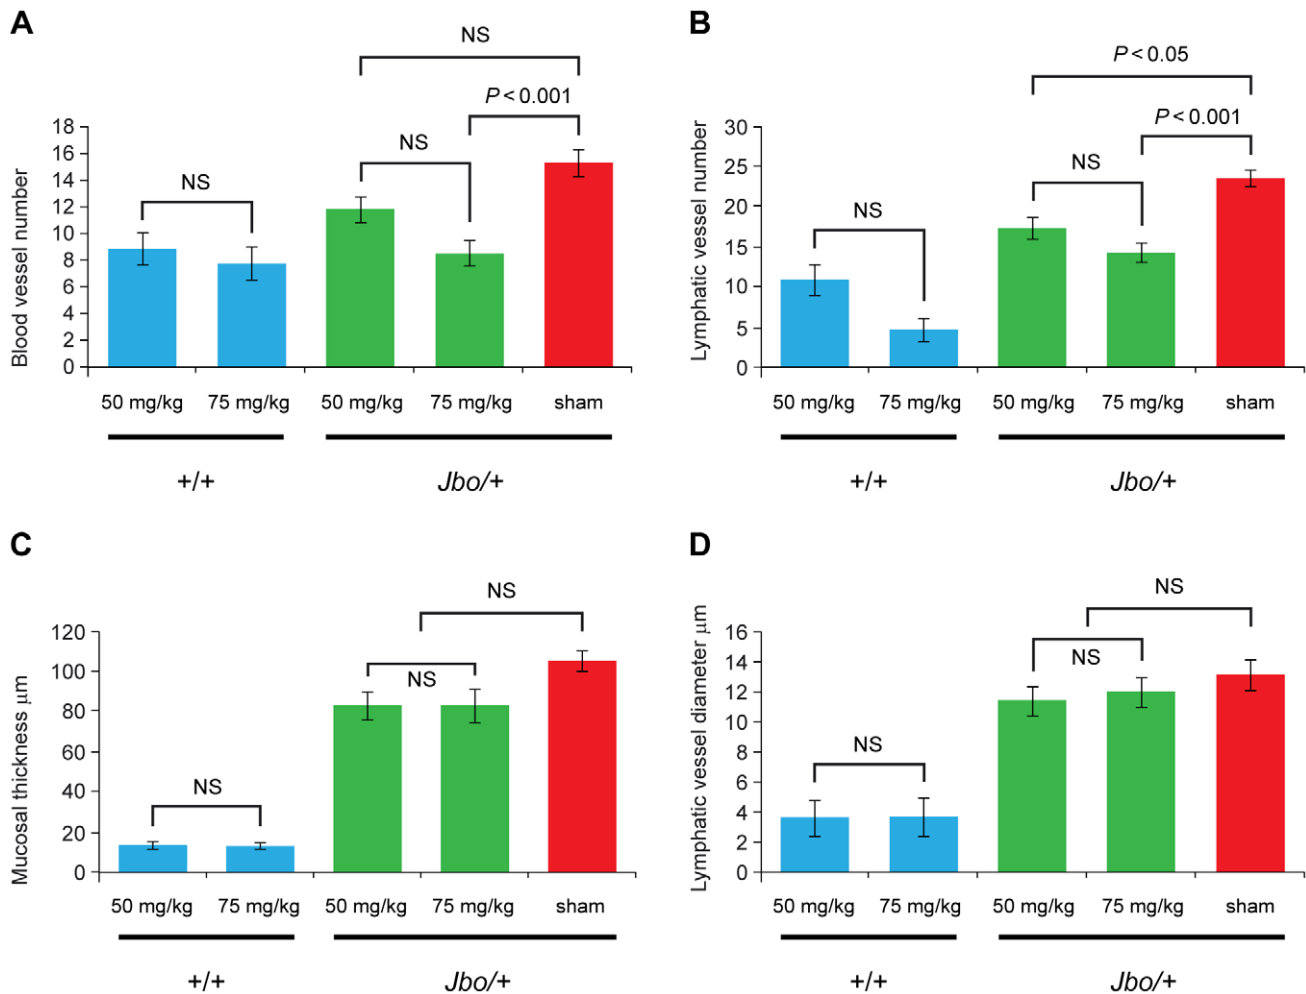 A
NS
P < 0.001
NS
NS
Blood vessel number
18
16
14
12
10
8
6
4
2
0
50 mg/kg 75 mg/kg 50 mg/kg 75 mg/kg sham
+/+ Jbo/+
B
P < 0.05
P < 0.001
NS
NS
Lymphatic vessel number
30
25
20
15
10
5
0
50 mg/kg 75 mg/kg 50 mg/kg 75 mg/kg sham
+/+ Jbo/+
C
NS
NS
NS
Mucosal thickness μm
120
100
80
60
40
20
0
50 mg/kg 75 mg/kg 50 mg/kg 75 mg/kg sham
+/+ Jbo/+
D
NS
NS
NS
Lymphatic vessel diameter μm
16
14
12
10
8
6
4
2
0
50 mg/kg 75 mg/kg 50 mg/kg 75 mg/kg sham
+/+ Jbo/+